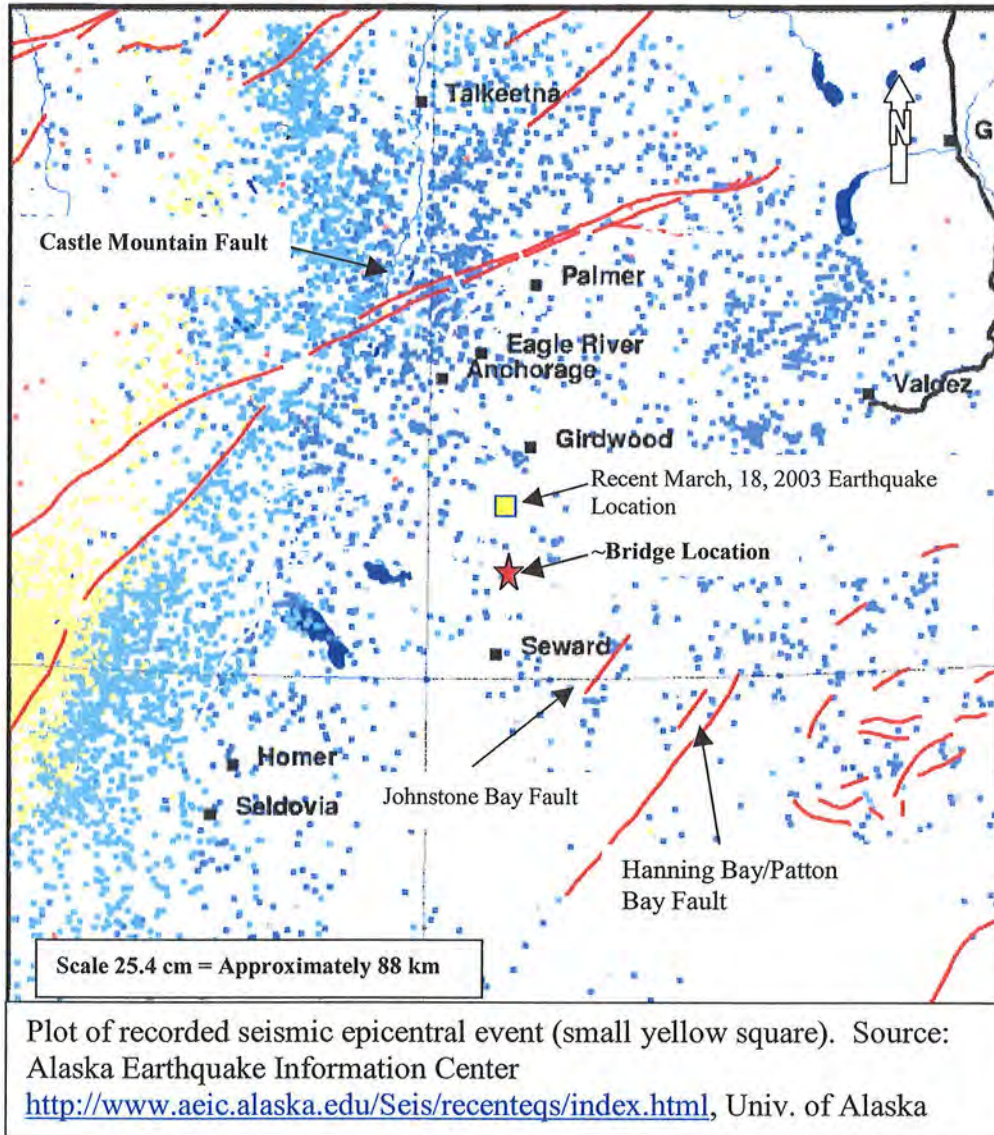 Talkeetna
N
G
Castle Mountain Fault
Palmer
Eagle River
Anchorage
Valdez
Girdwood
Recent March, 18, 2003 Earthquake
Location
~Bridge Location
Seward
Homer
Johnstone Bay Fault
Seldovia
Hanning Bay/Patton
Bay Fault
Scale 25.4 cm = Approximately 88 km
Plot of recorded seismic epicentral event (small yellow square). Source:
Alaska Earthquake Information Center
http://www.aeic.alaska.edu/Seis/recenteqs/index.html, Univ. of Alaska